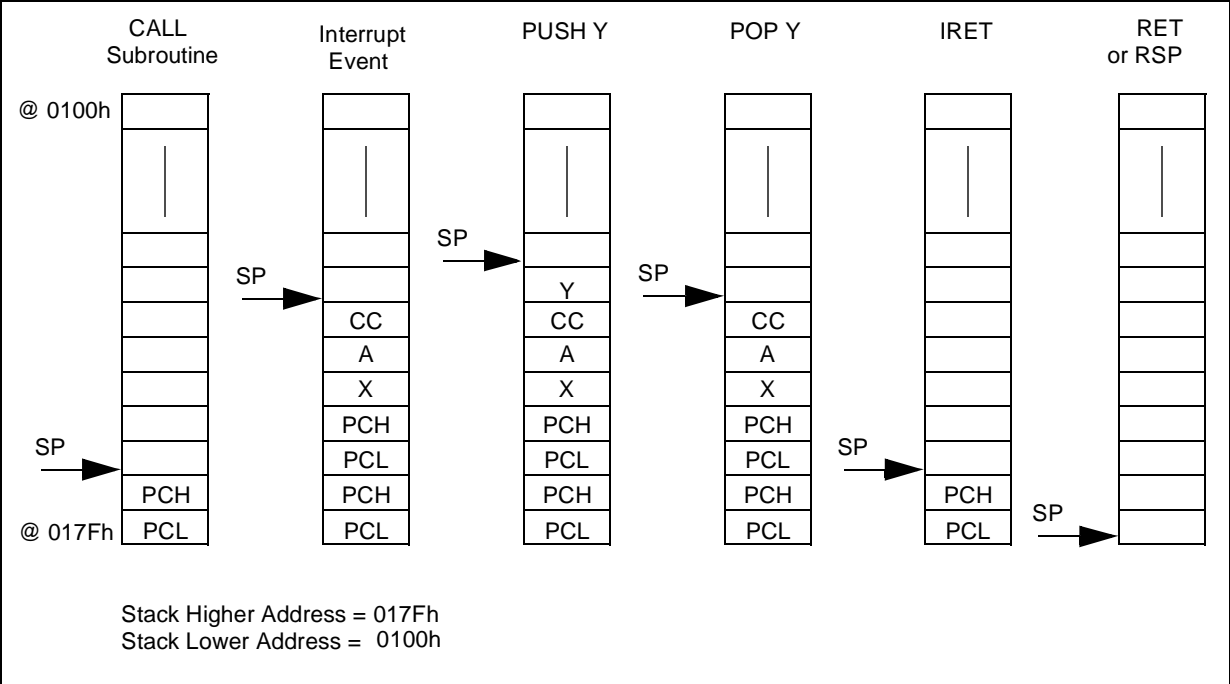 CALL
Subroutine
Interrupt
Event
PUSH Y
POP Y
IRET
RET
or RSP
@ 0100h
SP
SP
SP
Y
CC
CC
CC
A
A
A
X
X
X
PCH
PCH
PCH
SP
SP
PCL
PCL
PCL
PCH
PCH
PCH
PCH
PCH
SP
@ 017Fh
PCL
PCL
PCL
PCL
PCL
Stack Higher Address = 017Fh
Stack Lower Address = 0100h